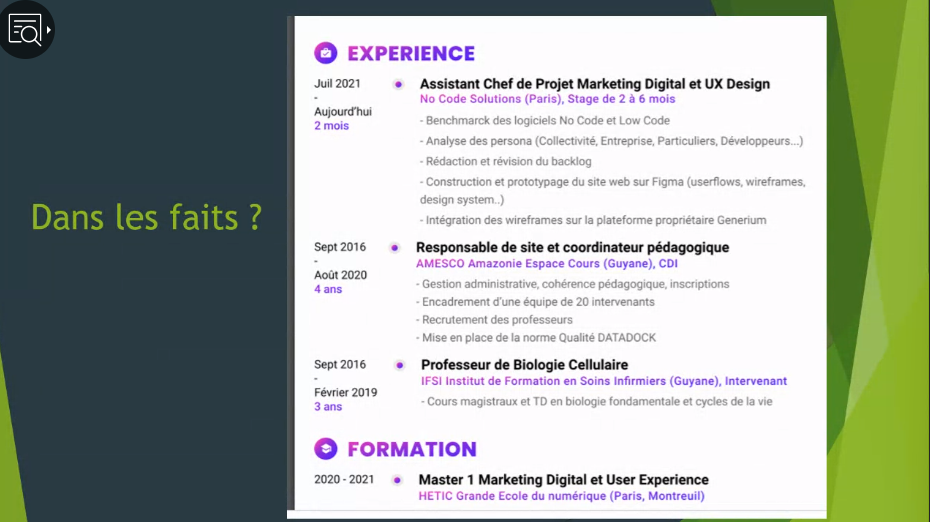 Dans les faits ?
EXPERIENCE
Juil 2021
-
Aujourd'hui
2 mois
Assistant Chef de Projet Marketing Digital et UX Design
No Code Solutions (Paris), Stage de 2 à 6 mois
- Benchmarck des logiciels No Code et Low Code
- Analyse des persona (Collectivité, Entreprise, Particuliers, Développeurs...)
- Rédaction et révision du backlog
- Construction et prototypage du site web sur Figma (userflows, wireframes,
design system..)
- Intégration des wireframes sur la plateforme propriétaire Generium
Sept 2016
-
Août 2020
4 ans
Responsable de site et coordinateur pédagogique
AMESCO Amazonie Espace Cours (Guyane), CDI
- Gestion administrative, cohérence pédagogique, inscriptions
- Encadrement d'une équipe de 20 intervenants
- Recrutement des professeurs
- Mise en place de la norme Qualité DATADOCK
Sept 2016
-
Février 2019
3 ans
Professeur de Biologie Cellulaire
IFSI Institut de Formation en Soins Infirmiers (Guyane), Intervenant
- Cours magistraux et TD en biologie fondamentale et cycles de la vie
FORMATION
2020 - 2021
Master 1 Marketing Digital et User Experience
HETIC Grande Ecole du numérique (Paris, Montreuil)